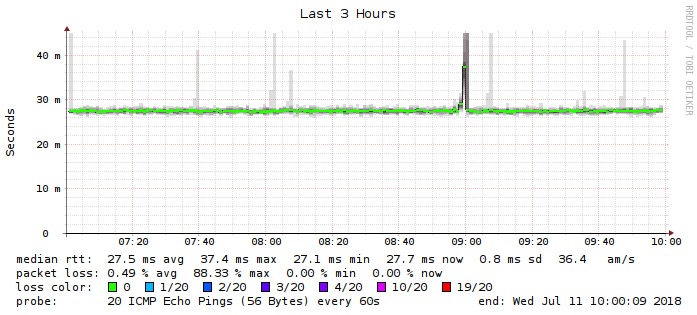 Last 3 Hours
RRDTOOL / TOBI OETIKER
Seconds
40 m
30 m
20 m
10 m
0
07:20 07:40 08:00 08:20 08:40 09:00 09:20 09:40 10:00
median rtt: 27.5 ms avg 37.4 ms max 27.1 ms min 27.7 ms now 0.8 ms sd 36.4 am/s
packet loss: 0.49 % avg 88.33 % max 0.00 % min 0.00 % now
loss color: 0 1/20 2/20 3/20 4/20 10/20 19/20
probe: 20 ICMP Echo Pings (56 Bytes) every 60s end: Wed Jul 11 10:00:09 2018